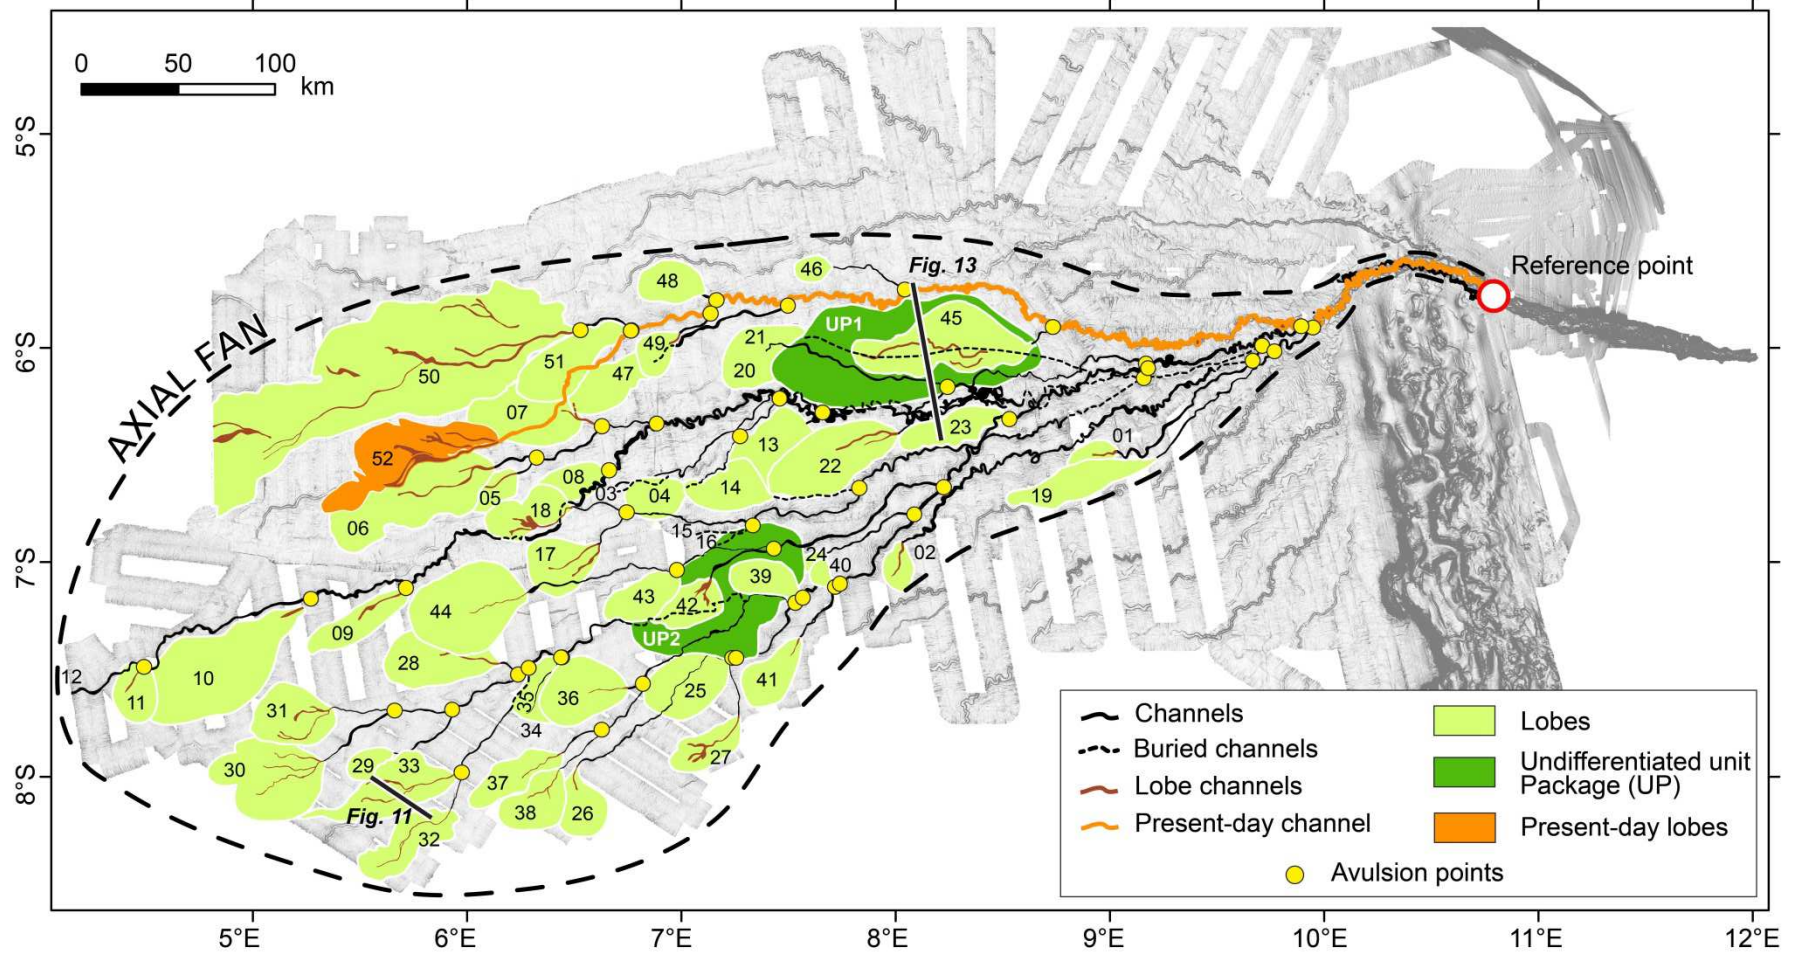 0 50 100
km
5°S
6°S
7°S
8°S
AXIAL FAN
Reference point
Fig. 13
48
46
45
UP1
21
20
49
51
47
50
07
52
13
23
01
22
19
08
05
03
04
14
18
06
15
16
17
24
40
02
39
43
42
44
UP2
09
28
12
10
11
36
25
41
35
31
34
27
30
29
33
37
38
26
Fig. 11
32
Channels
Buried channels
Lobe channels
Present-day channel
Lobes
Undifferentiated unit
Package (UP)
Present-day lobes
Avulsion points
5°E 6°E 7°E 8°E 9°E 10°E 11°E 12°E